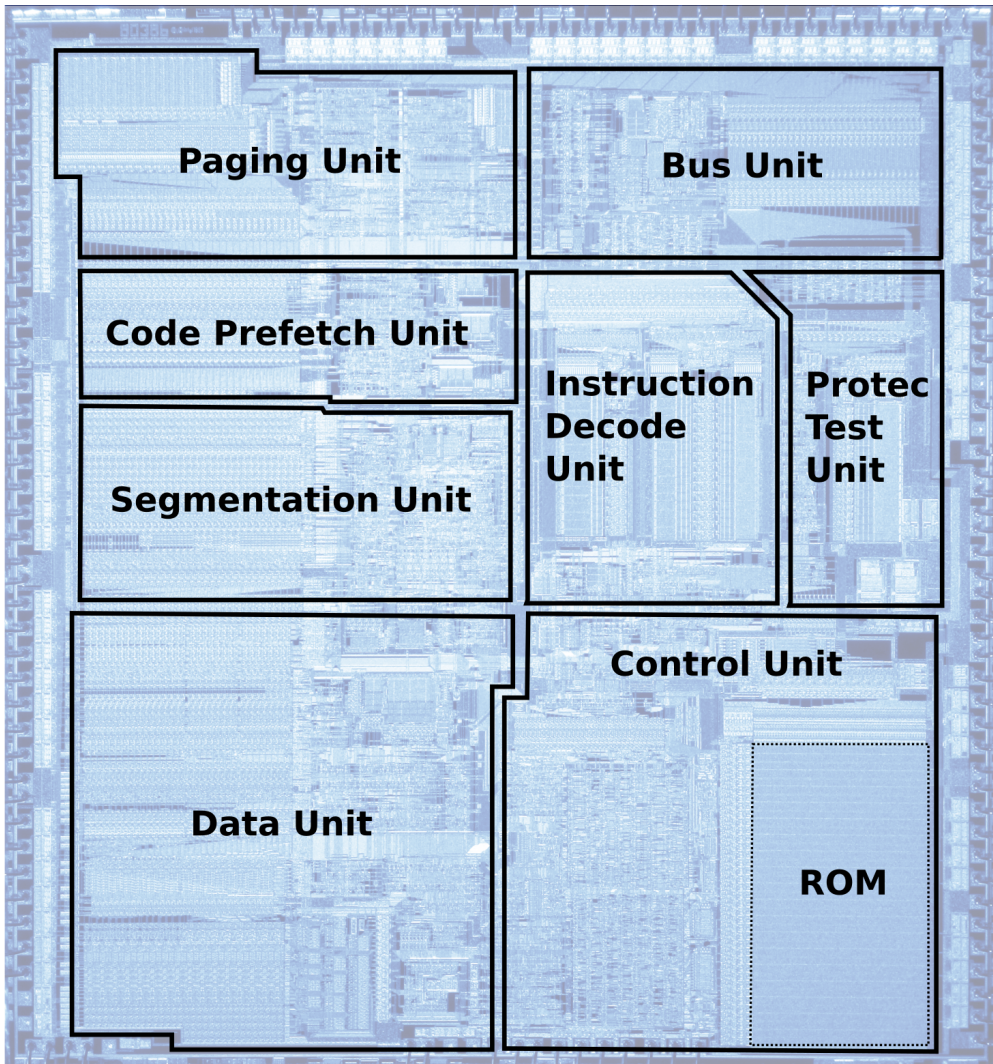 Paging Unit
Bus Unit
Code Prefetch Unit
Instruction
Decode
Unit
Protec
Test
Unit
Segmentation Unit
Control Unit
Data Unit
ROM